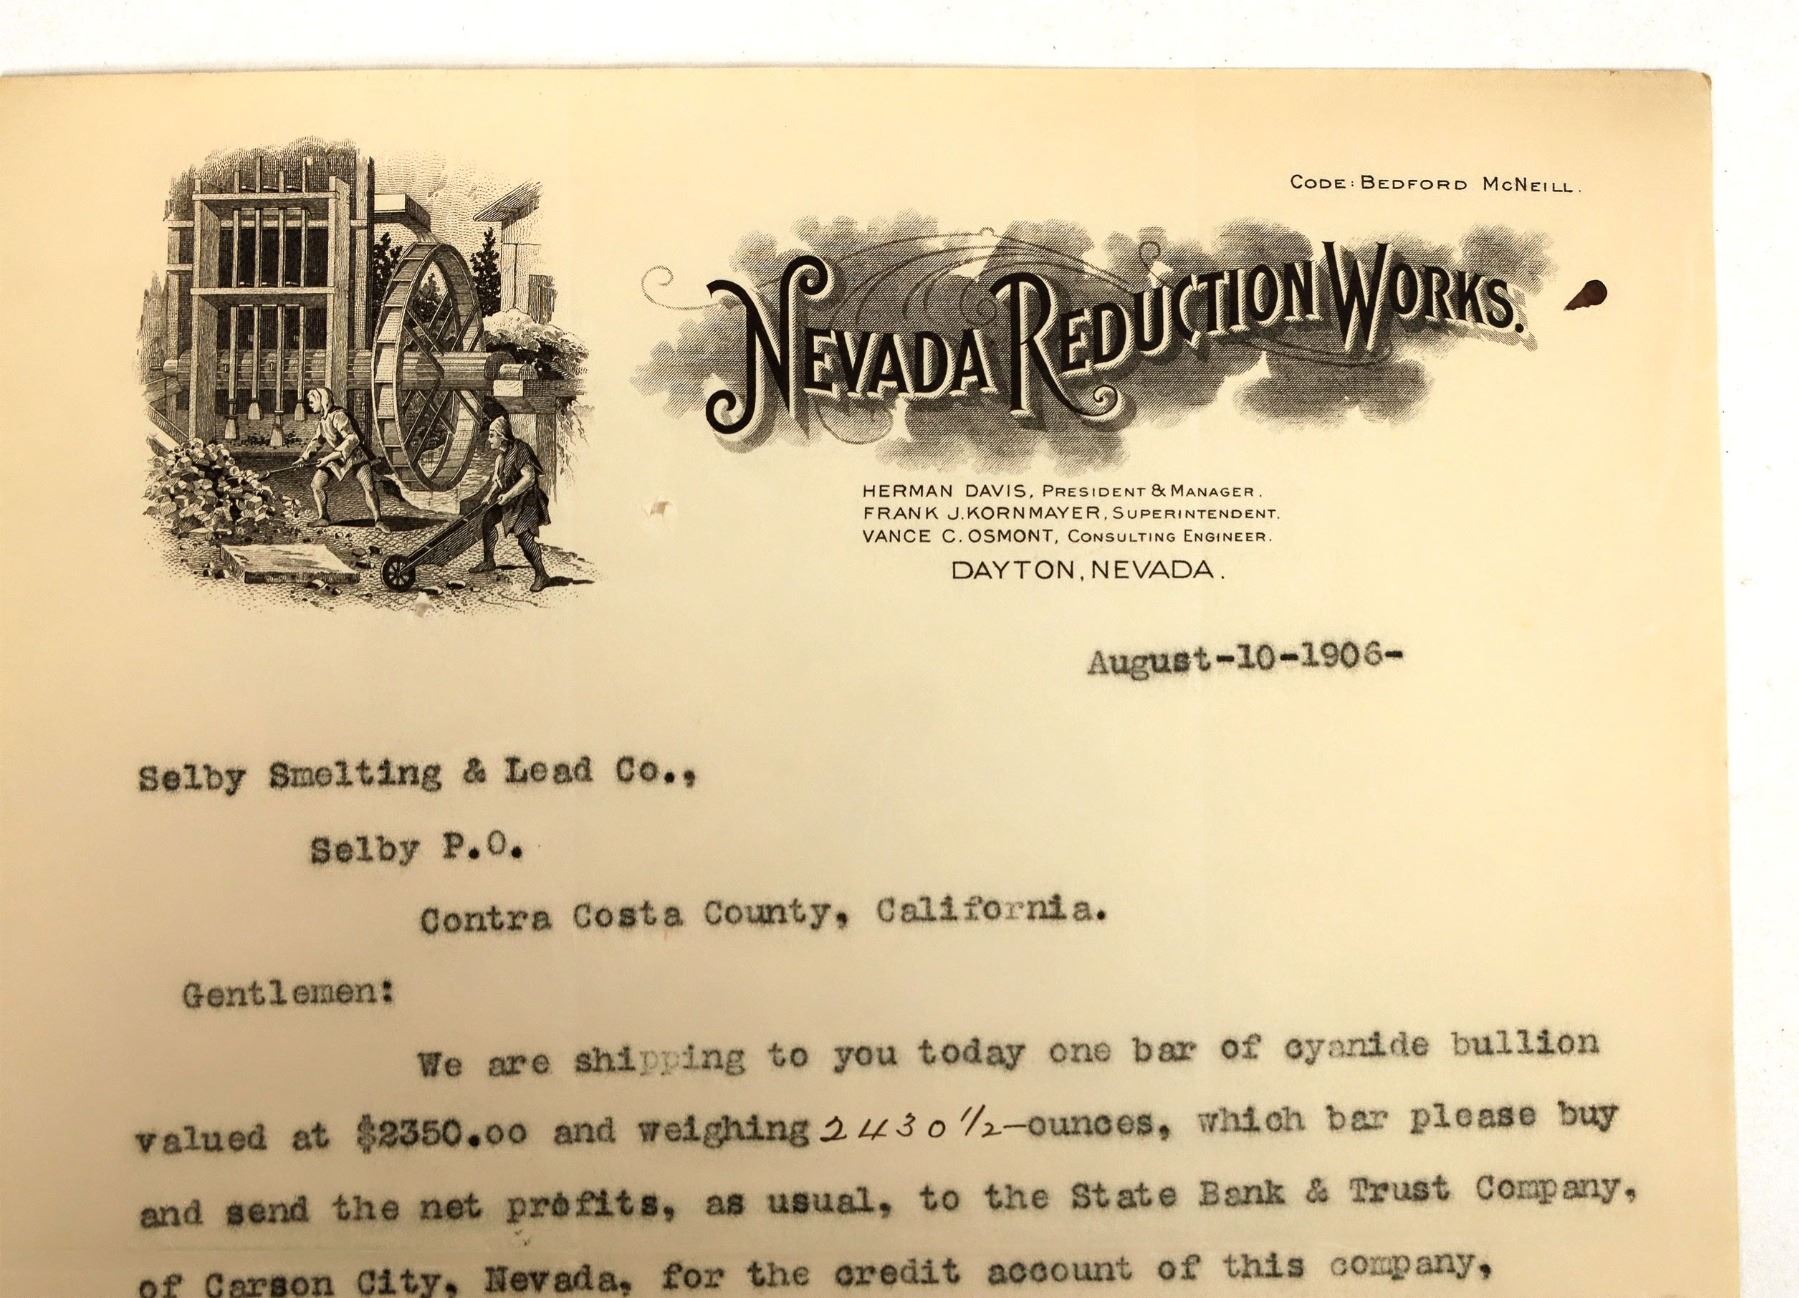 CODE: BEDFORD MCNEILL.
NEVADA REDUCTION WORKS.
HERMAN DAVIS, PRESIDENT & MANAGER.
FRANK J. KORNMAYER, SUPERINTENDENT.
VANCE C. OSMONT, CONSULTING ENGINEER.
DAYTON, NEVADA.
August-10-1906-
Selby Smelting & Lead Co.,
Selby P.O.
Contra Costa County, California.
Gentlemen:
We are shipping to you today one bar of cyanide bullion
valued at $2350.00 and weighing 2430 1/2-ounces, which bar please buy
and send the net profits, as usual, to the State Bank & Trust Company,
of Carson City, Nevada, for the credit account of this company,